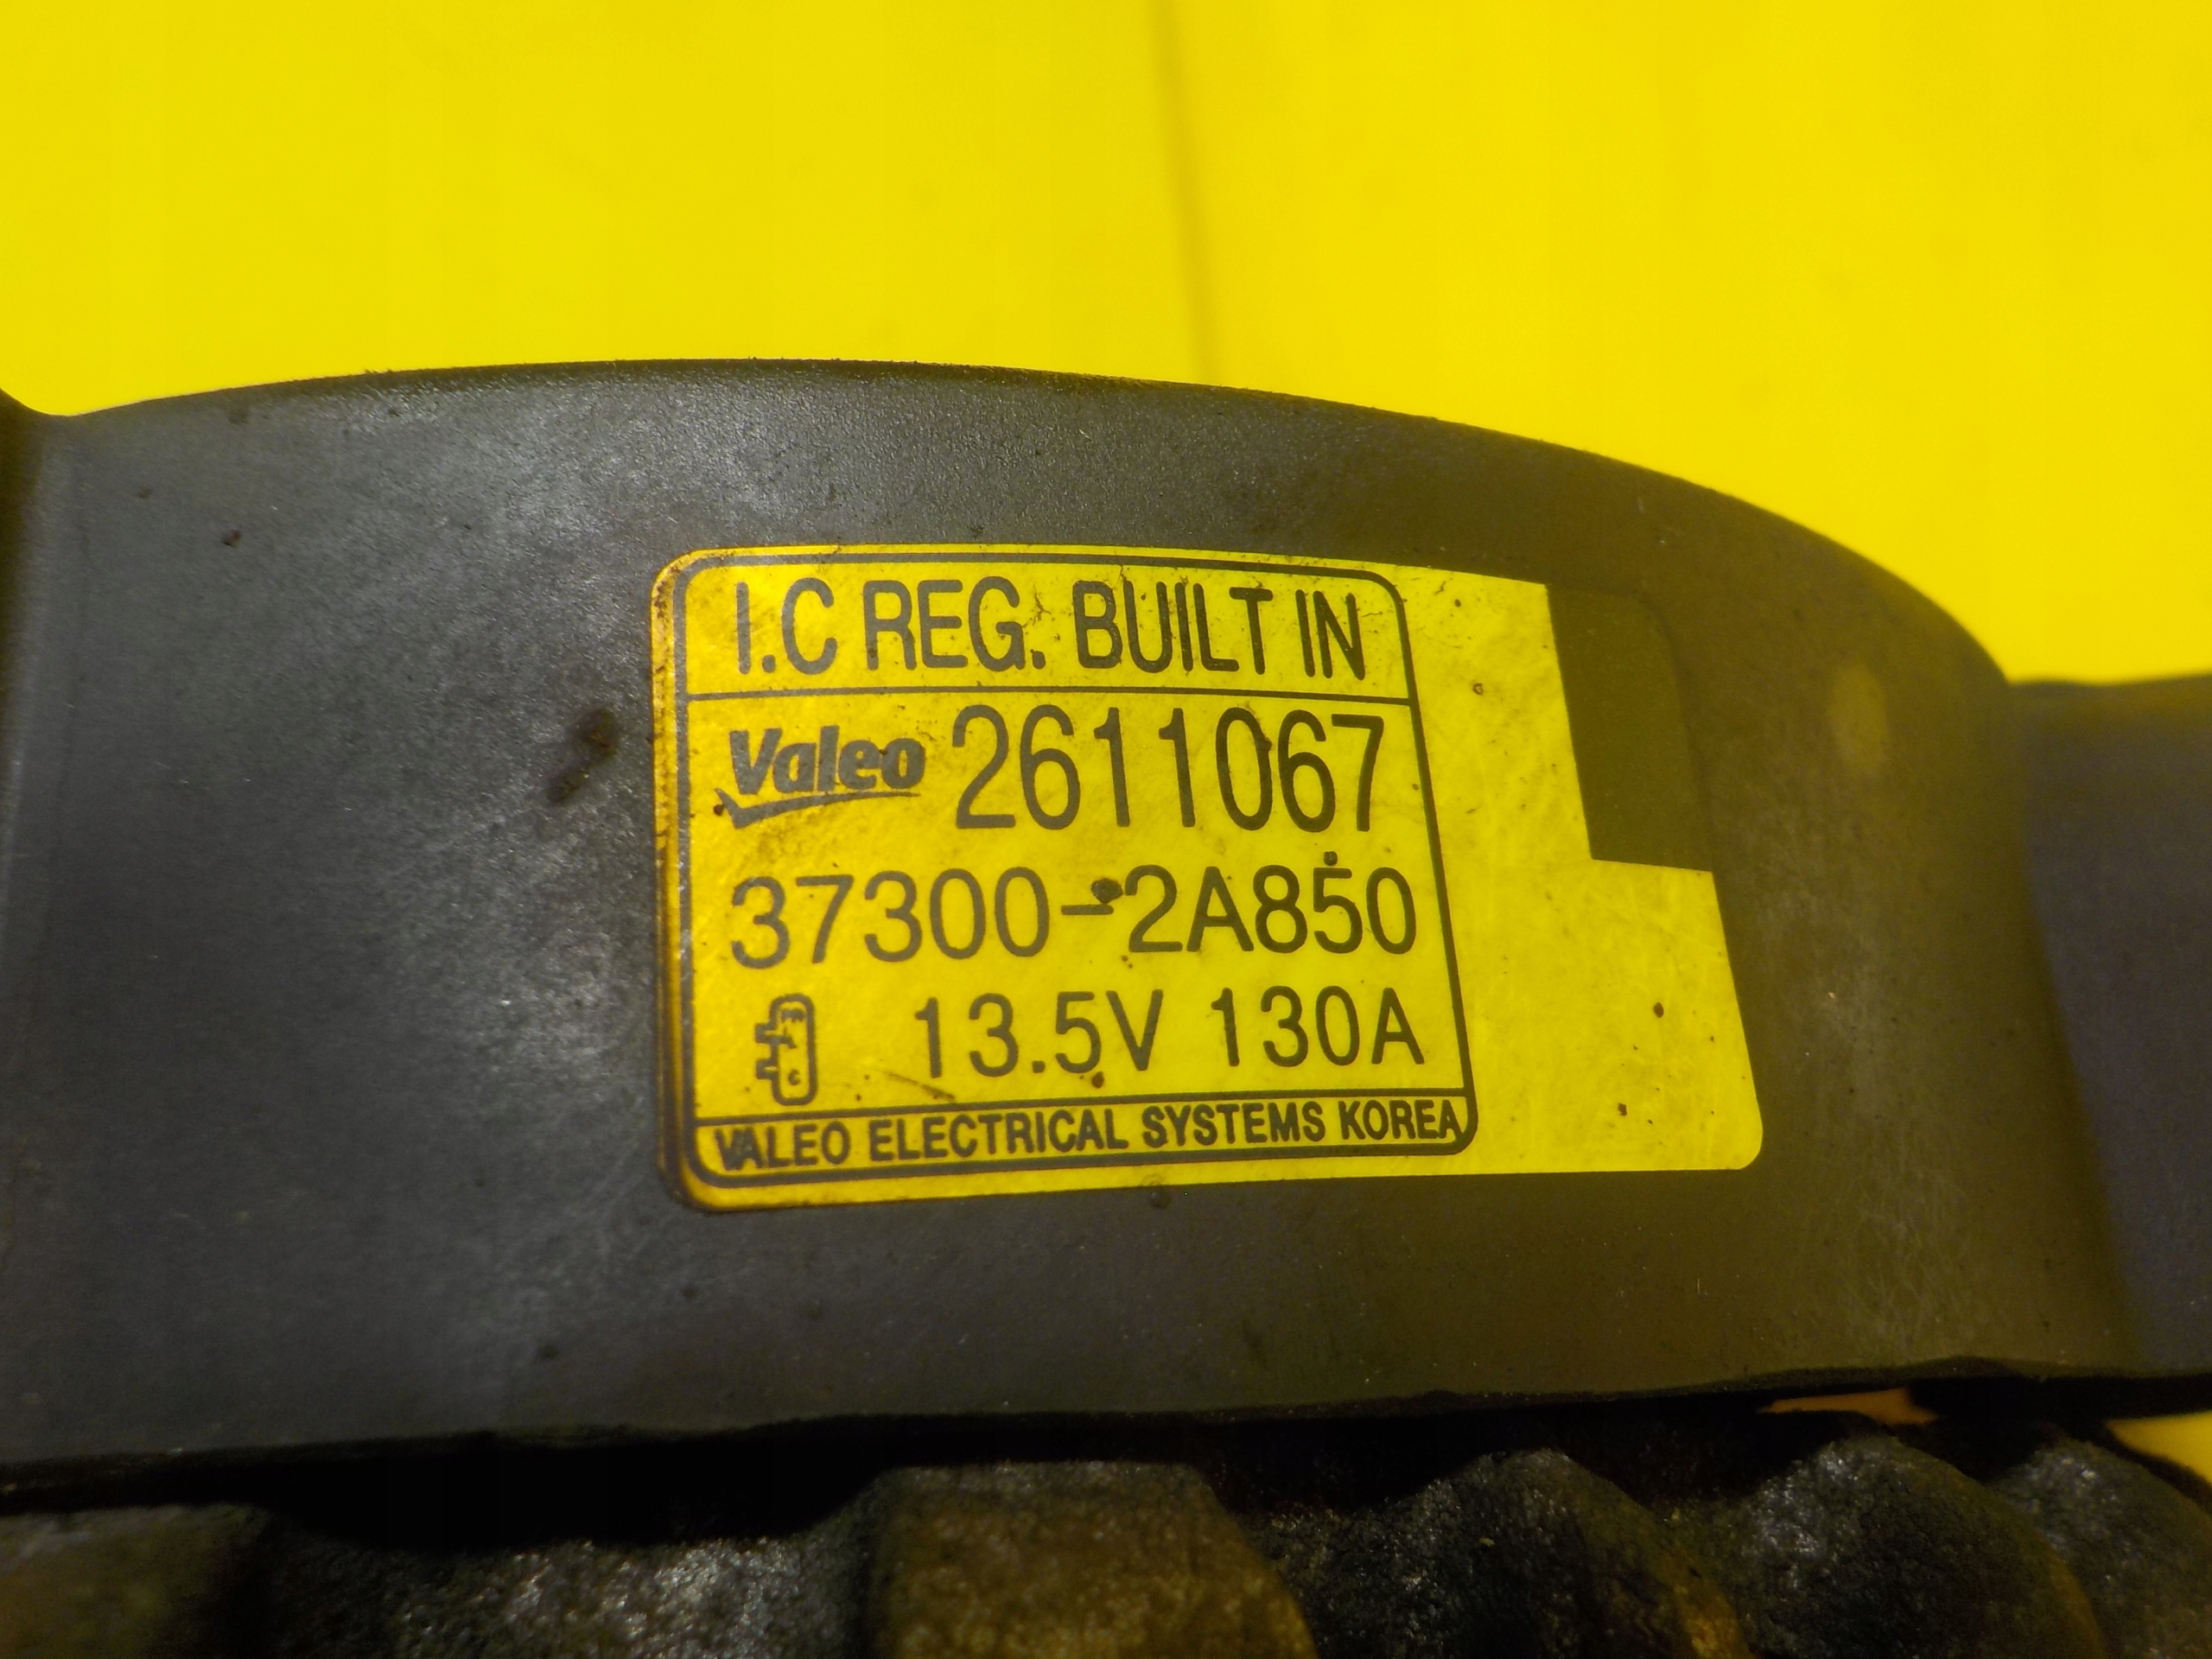 I.C REG. BUILT IN
Valeo 2611067
37300-2A850
13.5V 130A
VALEO ELECTRICAL SYSTEMS KOREA